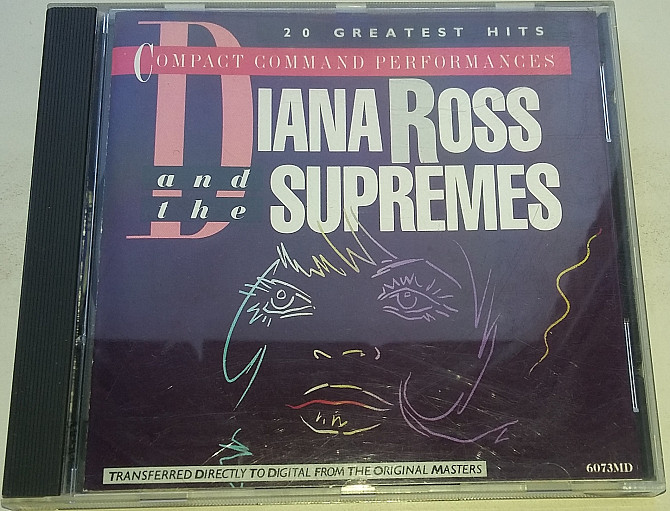 20 GREATEST HITS
COMPACT COMMAND PERFORMANCES
DIANA ROSS
and
the SUPREMES
TRANSFERRED DIRECTLY TO DIGITAL FROM THE ORIGINAL MASTERS
6073MD